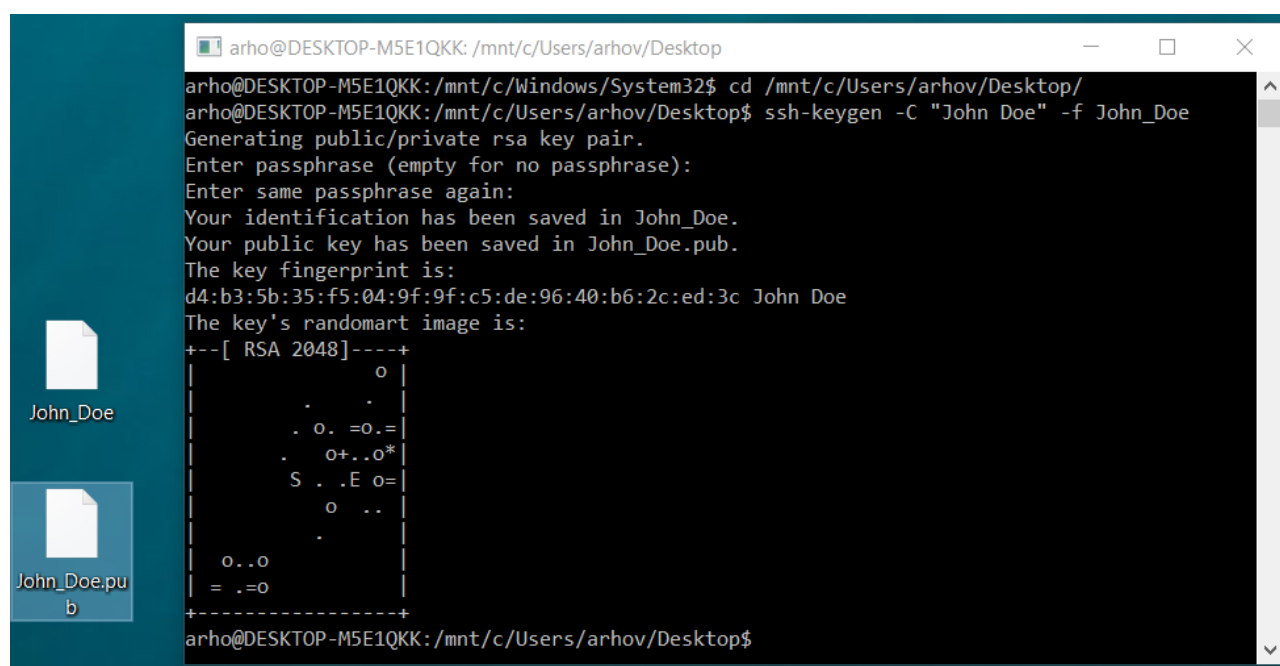 arho@DESKTOP-M5E1QKK: /mnt/c/Users/arhov/Desktop
arho@DESKTOP-M5E1QKK:/mnt/c/Windows/System32$ cd /mnt/c/Users/arhov/Desktop/
arho@DESKTOP-M5E1QKK:/mnt/c/Users/arhov/Desktop$ ssh-keygen -C "John Doe" -f John_Doe
Generating public/private rsa key pair.
Enter passphrase (empty for no passphrase):
Enter same passphrase again:
Your identification has been saved in John_Doe.
Your public key has been saved in John_Doe.pub.
The key fingerprint is:
d4:b3:5b:35:f5:04:9f:9f:c5:de:96:40:b6:2c:ed:3c John Doe
The key's randomart image is:
+--[ RSA 2048]----+
|               o |
|         .    .  |
|        . o. =o.=|
|       .   o+..o*|
|        S . .E o=|
|           o  .. |
|          .      |
|  o..o           |
| = .=o           |
+-----------------+
arho@DESKTOP-M5E1QKK:/mnt/c/Users/arhov/Desktop$
John_Doe
John_Doe.pu
b